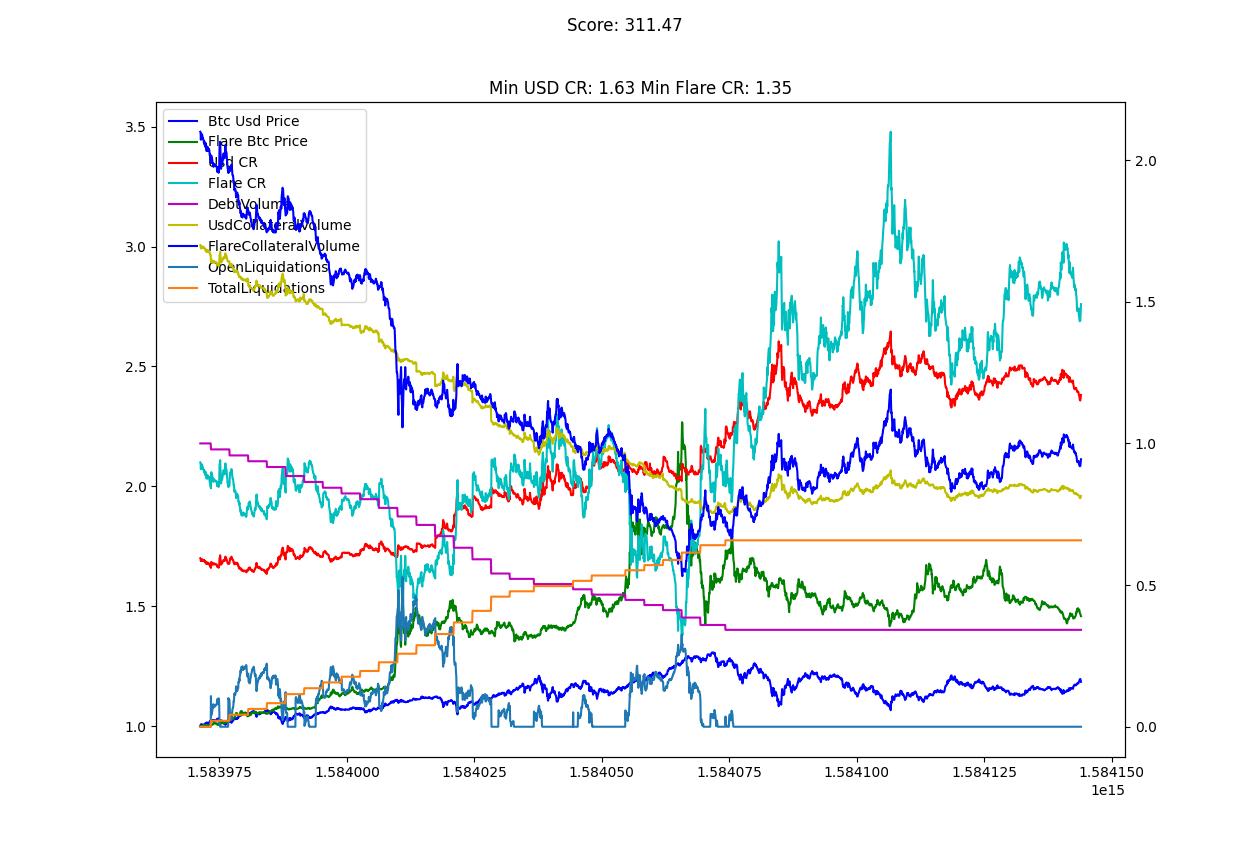 Score: 311.47
Min USD CR: 1.63 Min Flare CR: 1.35
Btc Usd Price
Flare Btc Price
Usd CR
Flare CR
DebtVolume
UsdCollateralVolume
FlareCollateralVolume
OpenLiquidations
TotalLiquidations
3.5
3.0
2.5
2.0
1.5
1.0
2.0
1.5
1.0
0.5
0.0
1.583975
1.584000
1.584025
1.584050
1.584075
1.584100
1.584125
1.584150
1e15